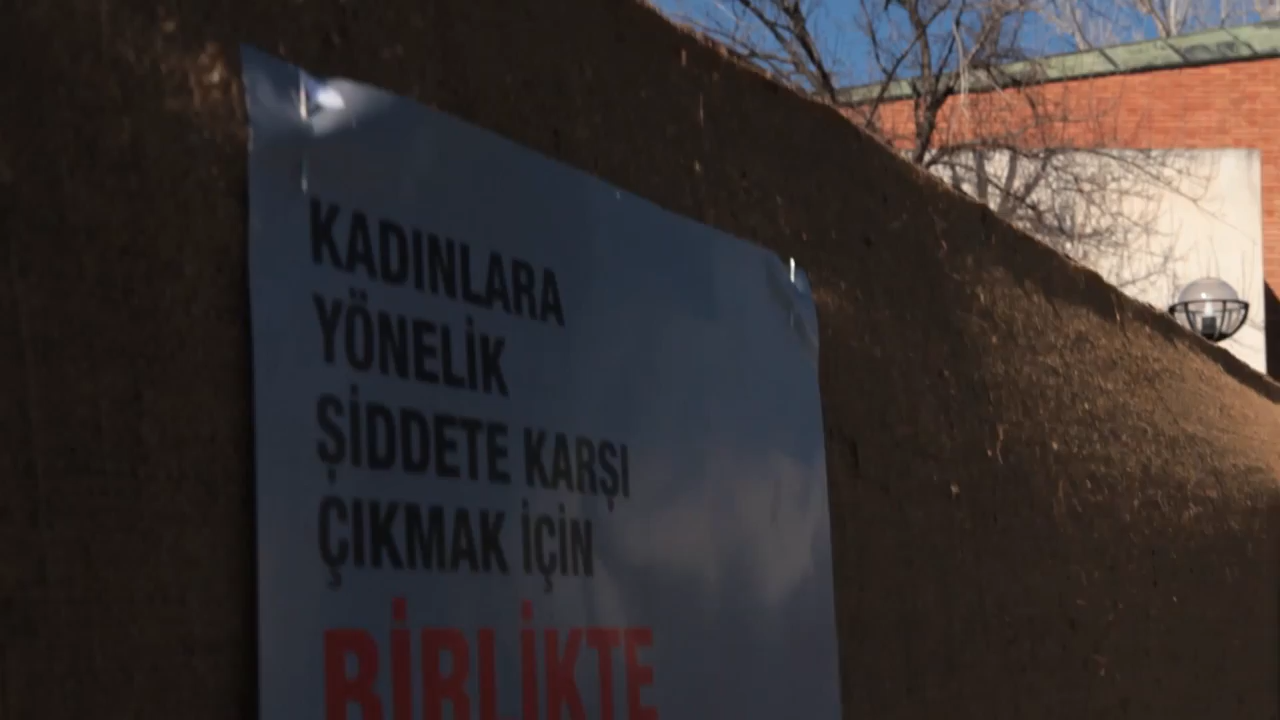 KADINLARA
YÖNELİK
ŞİDDETE KARŞI
ÇIKMAK İÇİN
BİRLİKTE